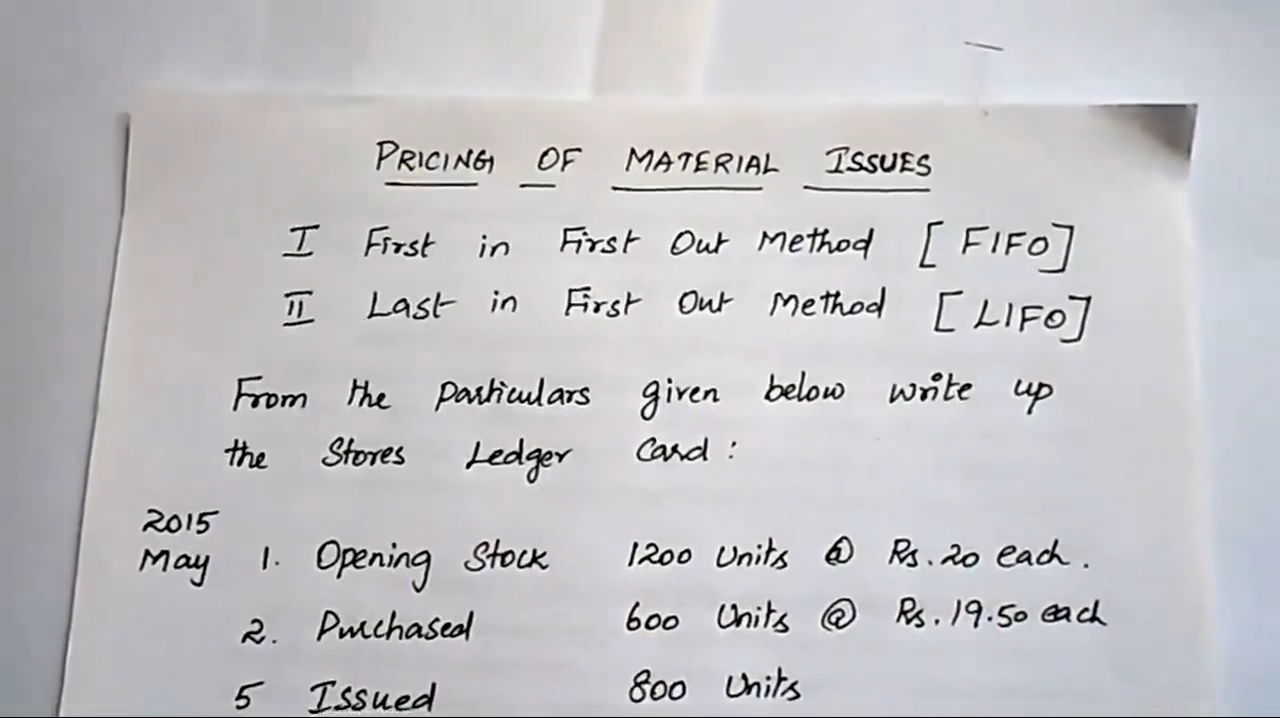 PRICING OF MATERIAL ISSUES
I First in First Out Method [FIFO]
II Last in First Out Method [LIFO]
From the particulars given below write up
the Stores Ledger Card :
2015
May 1. Opening Stock 1200 Units @ Rs. 20 each.
2. Purchased 600 Units @ Rs. 19.50 each
5 Issued 800 Units